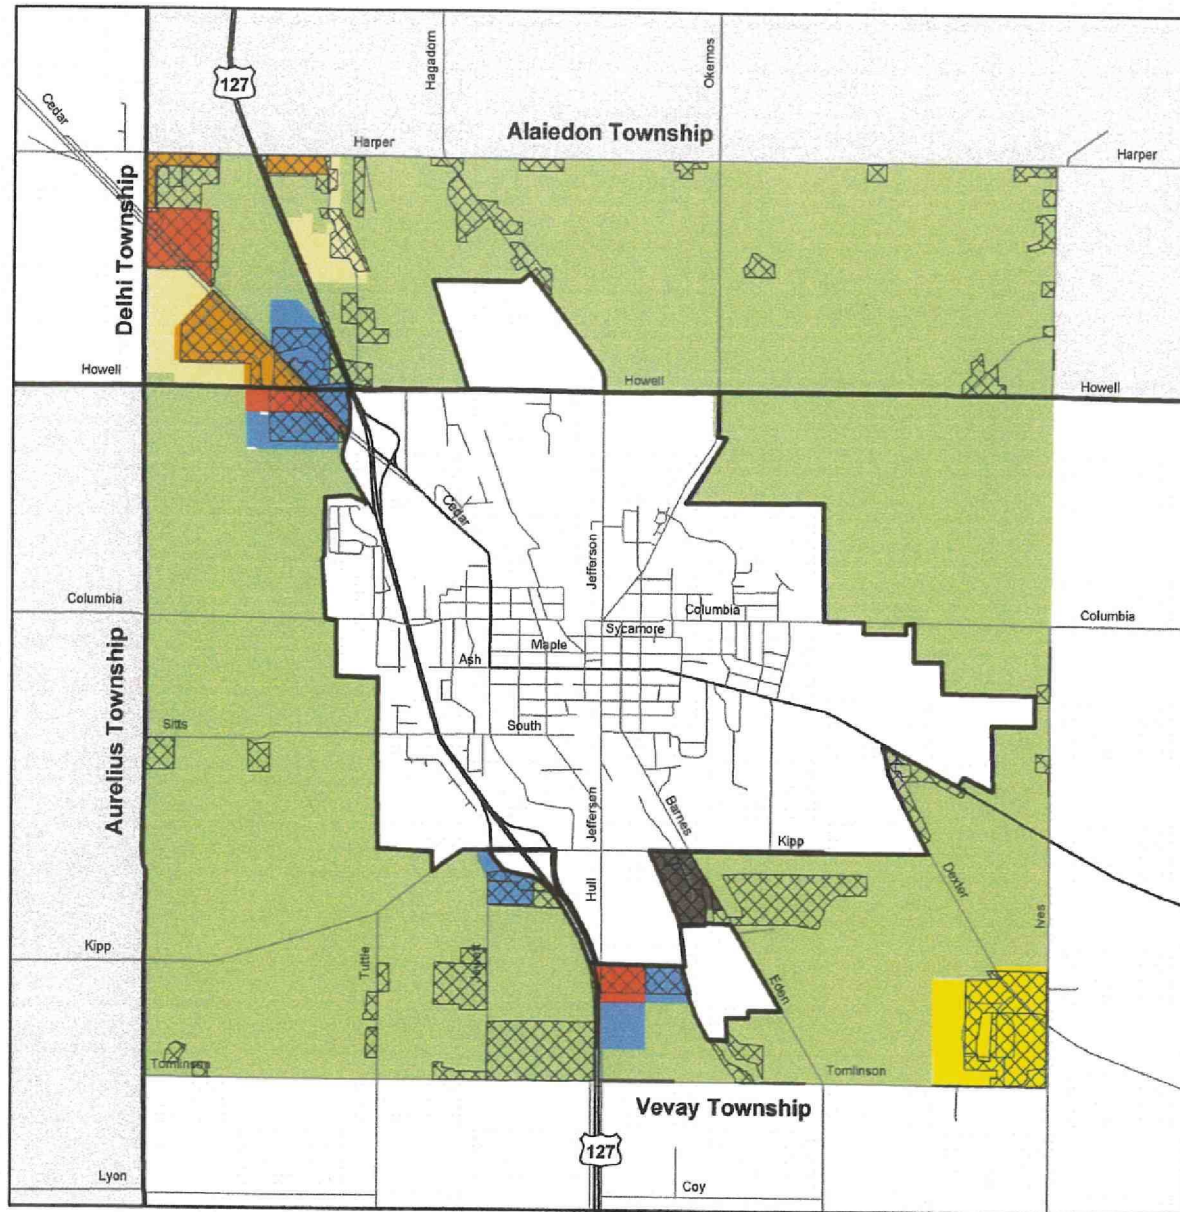 Hagadorn
Okemos
127
Cedar
Alaiedon Township
Harper
Harper
Delhi Township
Howell
Howell
Howell
Cedar
Jefferson
Columbia
Columbia
Columbia
Sycamore
Maple
Ash
Aurelius Township
Sitts
South
Jefferson
Barnes
Kipp
Hull
Dexter
Ives
Kipp
Tuttle
Eden
Tomlinson
Tomlinson
Vevay Township
127
Lyon
Coy